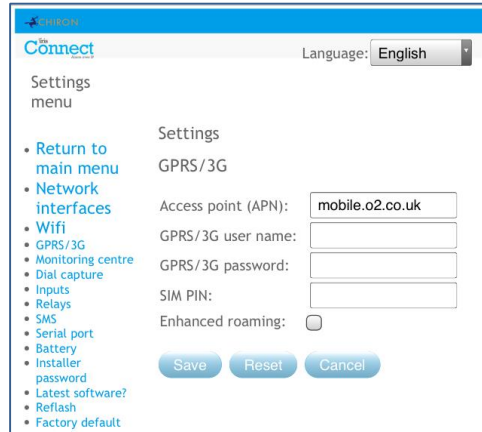 CHIRON
iris
Connect
Language: English
Settings
menu
Return to
main menu
Network
interfaces
Wifi
GPRS/3G
Monitoring centre
Dial capture
Inputs
Relays
SMS
Serial port
Battery
Installer
password
Latest software?
Reflash
Factory default
Settings
GPRS/3G
Access point (APN): mobile.o2.co.uk
GPRS/3G user name:
GPRS/3G password:
SIM PIN:
Enhanced roaming:
Save Reset Cancel